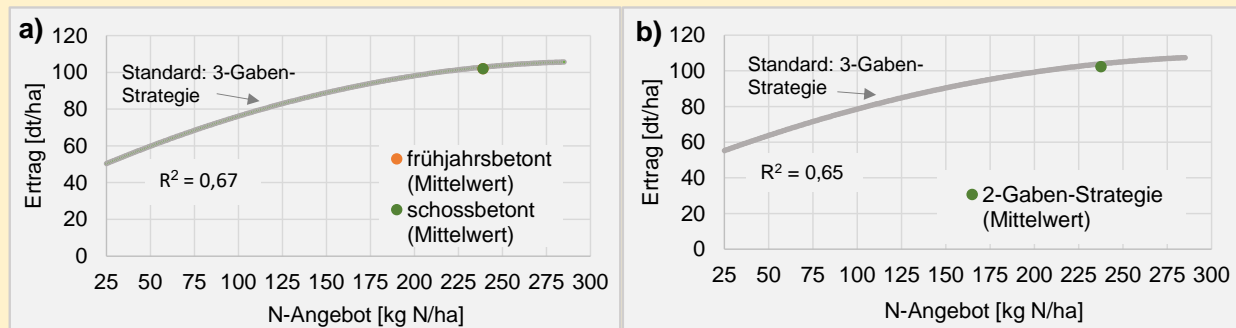 a)
Ertrag [dt/ha]
120
100
80
60
40
20
0
Standard: 3-Gaben-
Strategie
R² = 0,67
frühjahrsbetont
(Mittelwert)
schossbetont
(Mittelwert)
25 50 75 100 125 150 175 200 225 250 275 300
N-Angebot [kg N/ha]
b)
Ertrag [dt/ha]
120
100
80
60
40
20
0
Standard: 3-Gaben-
Strategie
R² = 0,65
2-Gaben-Strategie
(Mittelwert)
25 50 75 100 125 150 175 200 225 250 275 300
N-Angebot [kg N/ha]